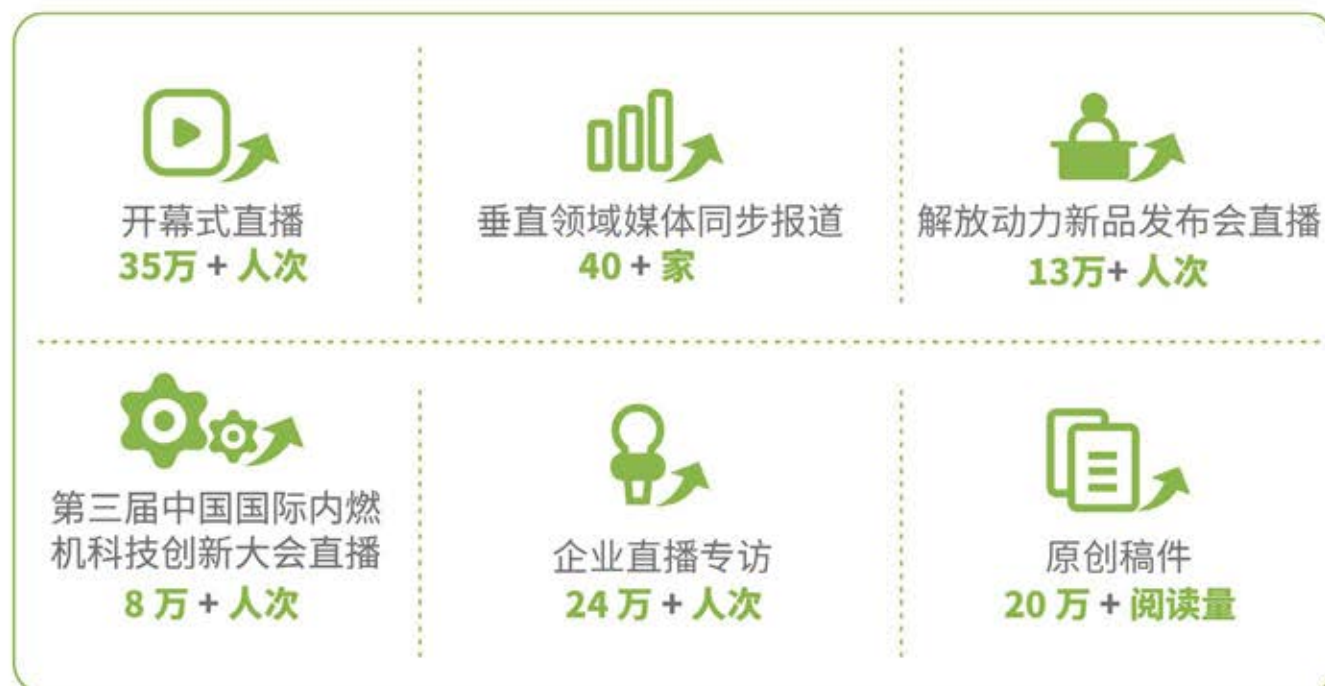 开幕式直播
35万 + 人次
垂直领域媒体同步报道
40 + 家
解放动力新品发布会直播
13万+ 人次
第三届中国国际内燃
机科技创新大会直播
8 万 + 人次
企业直播专访
24 万 + 人次
原创稿件
20 万 + 阅读量